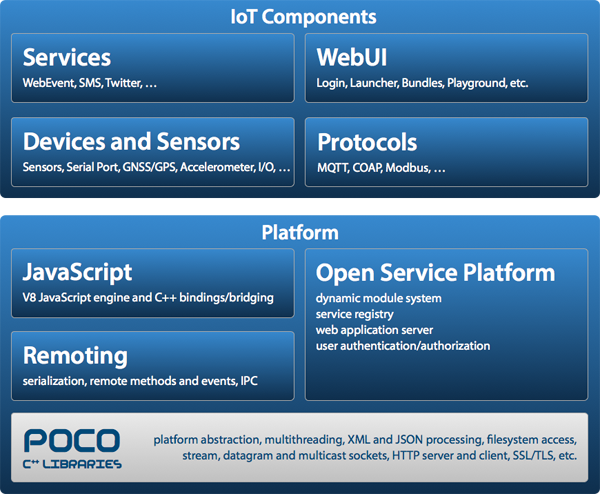 IoT Components
Services
WebEvent, SMS, Twitter, …
WebUI
Login, Launcher, Bundles, Playground, etc.
Devices and Sensors
Sensors, Serial Port, GNSS/GPS, Accelerometer, I/O, …
Protocols
MQTT, COAP, Modbus, …
Platform
JavaScript
V8 JavaScript engine and C++ bindings/bridging
Remoting
serialization, remote methods and events, IPC
Open Service Platform
dynamic module system
service registry
web application server
user authentication/authorization
POCO
C++ LIBRARIES
platform abstraction, multithreading, XML and JSON processing, filesystem access,
stream, datagram and multicast sockets, HTTP server and client, SSL/TLS, etc.